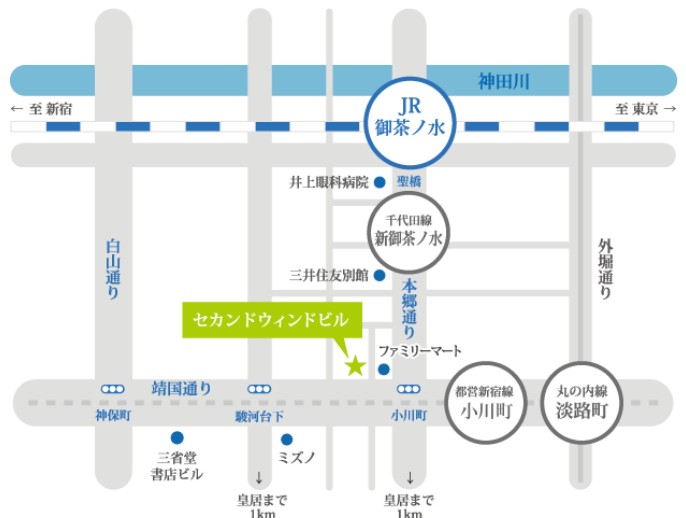 神田川
← 至 新宿
至 東京 →
JR
御茶ノ水
井上眼科病院
聖橋
千代田線
新御茶ノ水
白山通り
外堀通り
三井住友別館
本郷通り
セカンドウィンドビル
ファミリーマート
靖国通り
都営新宿線
小川町
丸の内線
淡路町
神保町
駿河台下
小川町
三省堂
書店ビル
ミズノ
↓
皇居まで
1km
↓
皇居まで
1km